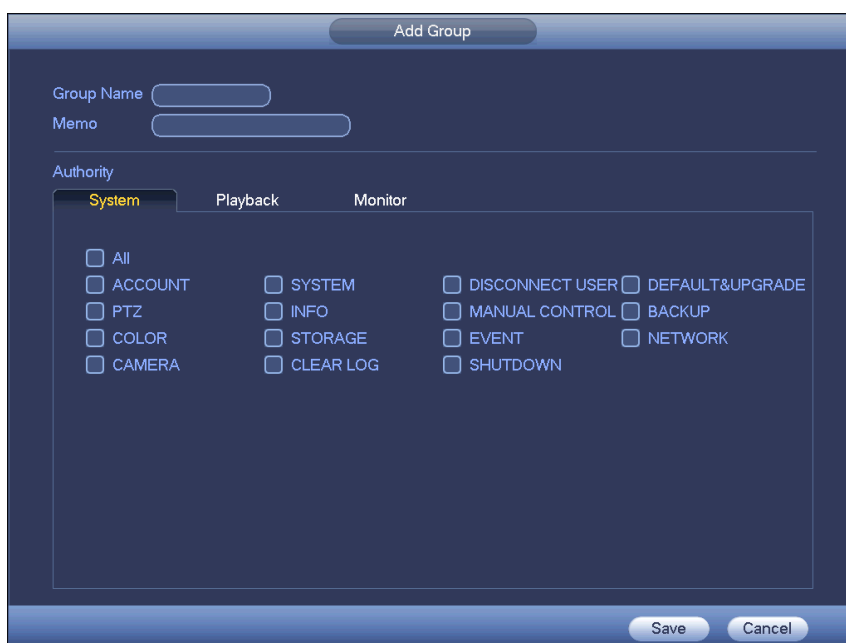 Add Group
Group Name
Memo
Authority
System Playback Monitor
All
ACCOUNT SYSTEM DISCONNECT USER DEFAULT&UPGRADE
PTZ INFO MANUAL CONTROL BACKUP
COLOR STORAGE EVENT NETWORK
CAMERA CLEAR LOG SHUTDOWN
Save Cancel